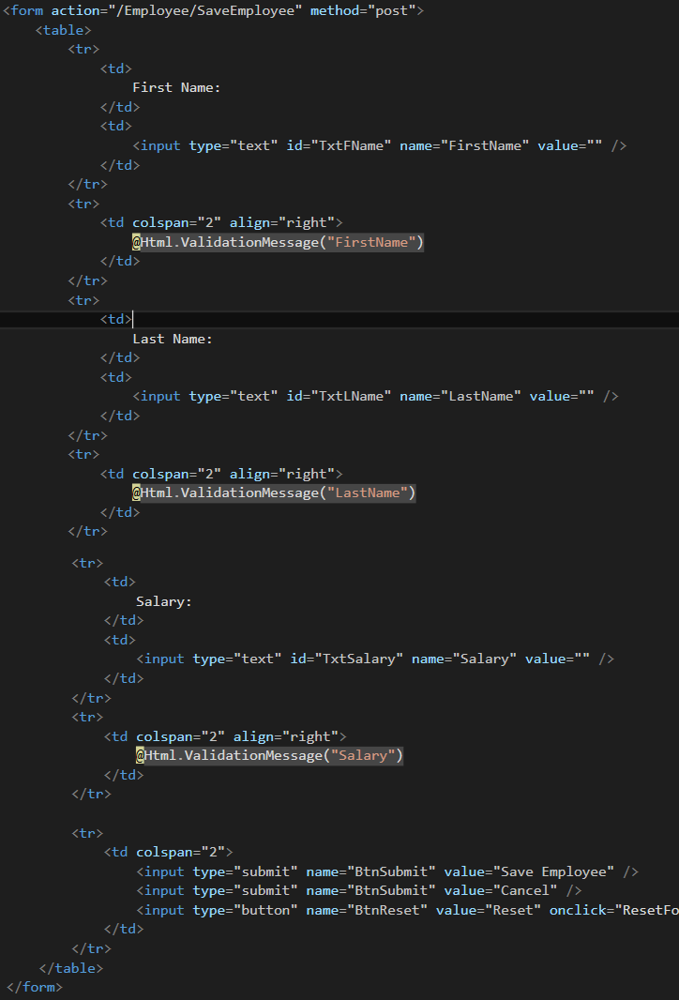 <form action="/Employee/SaveEmployee" method="post">
<table>
<tr>
<td>
First Name:
</td>
<td>
<input type="text" id="TxtFName" name="FirstName" value="" />
</td>
</tr>
<tr>
<td colspan="2" align="right">
@Html.ValidationMessage("FirstName")
</td>
</tr>
<tr>
<td>
Last Name:
</td>
<td>
<input type="text" id="TxtLName" name="LastName" value="" />
</td>
</tr>
<tr>
<td colspan="2" align="right">
@Html.ValidationMessage("LastName")
</td>
</tr>
<tr>
<td>
Salary:
</td>
<td>
<input type="text" id="TxtSalary" name="Salary" value="" />
</td>
</tr>
<tr>
<td colspan="2" align="right">
@Html.ValidationMessage("Salary")
</td>
</tr>
<tr>
<td colspan="2">
<input type="submit" name="BtnSubmit" value="Save Employee" />
<input type="submit" name="BtnSubmit" value="Cancel" />
<input type="button" name="BtnReset" value="Reset" onclick="ResetFo
</td>
</tr>
</table>
</form>